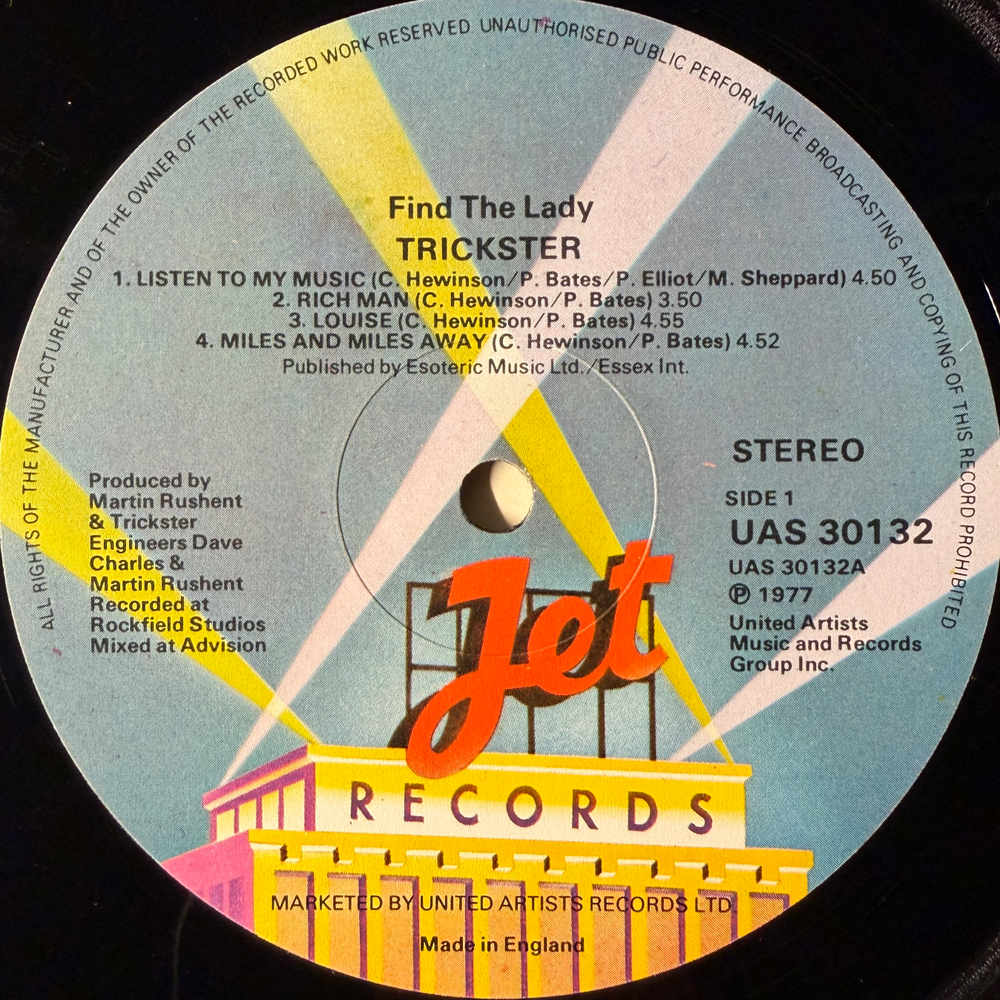 ALL RIGHTS OF THE MANUFACTURER AND OF THE OWNER OF THE RECORDED WORK RESERVED UNAUTHORISED PUBLIC PERFORMANCE BROADCASTING AND COPYING OF THIS RECORD PROHIBITED
Find The Lady
TRICKSTER
1. LISTEN TO MY MUSIC (C. Hewinson/P. Bates/P. Elliot/M. Sheppard) 4.50
2. RICH MAN (C. Hewinson/P. Bates) 3.50
3. LOUISE (C. Hewinson/P. Bates) 4.55
4. MILES AND MILES AWAY (C. Hewinson/P. Bates) 4.52
Published by Esoteric Music Ltd./Essex Int.
Produced by
Martin Rushent
& Trickster
Engineers Dave
Charles &
Martin Rushent
Recorded at
Rockfield Studios
Mixed at Advision
STEREO
SIDE 1
UAS 30132
UAS 30132A
℗ 1977
United Artists
Music and Records
Group Inc.
Jet
RECORDS
MARKETED BY UNITED ARTISTS RECORDS LTD.
Made in England